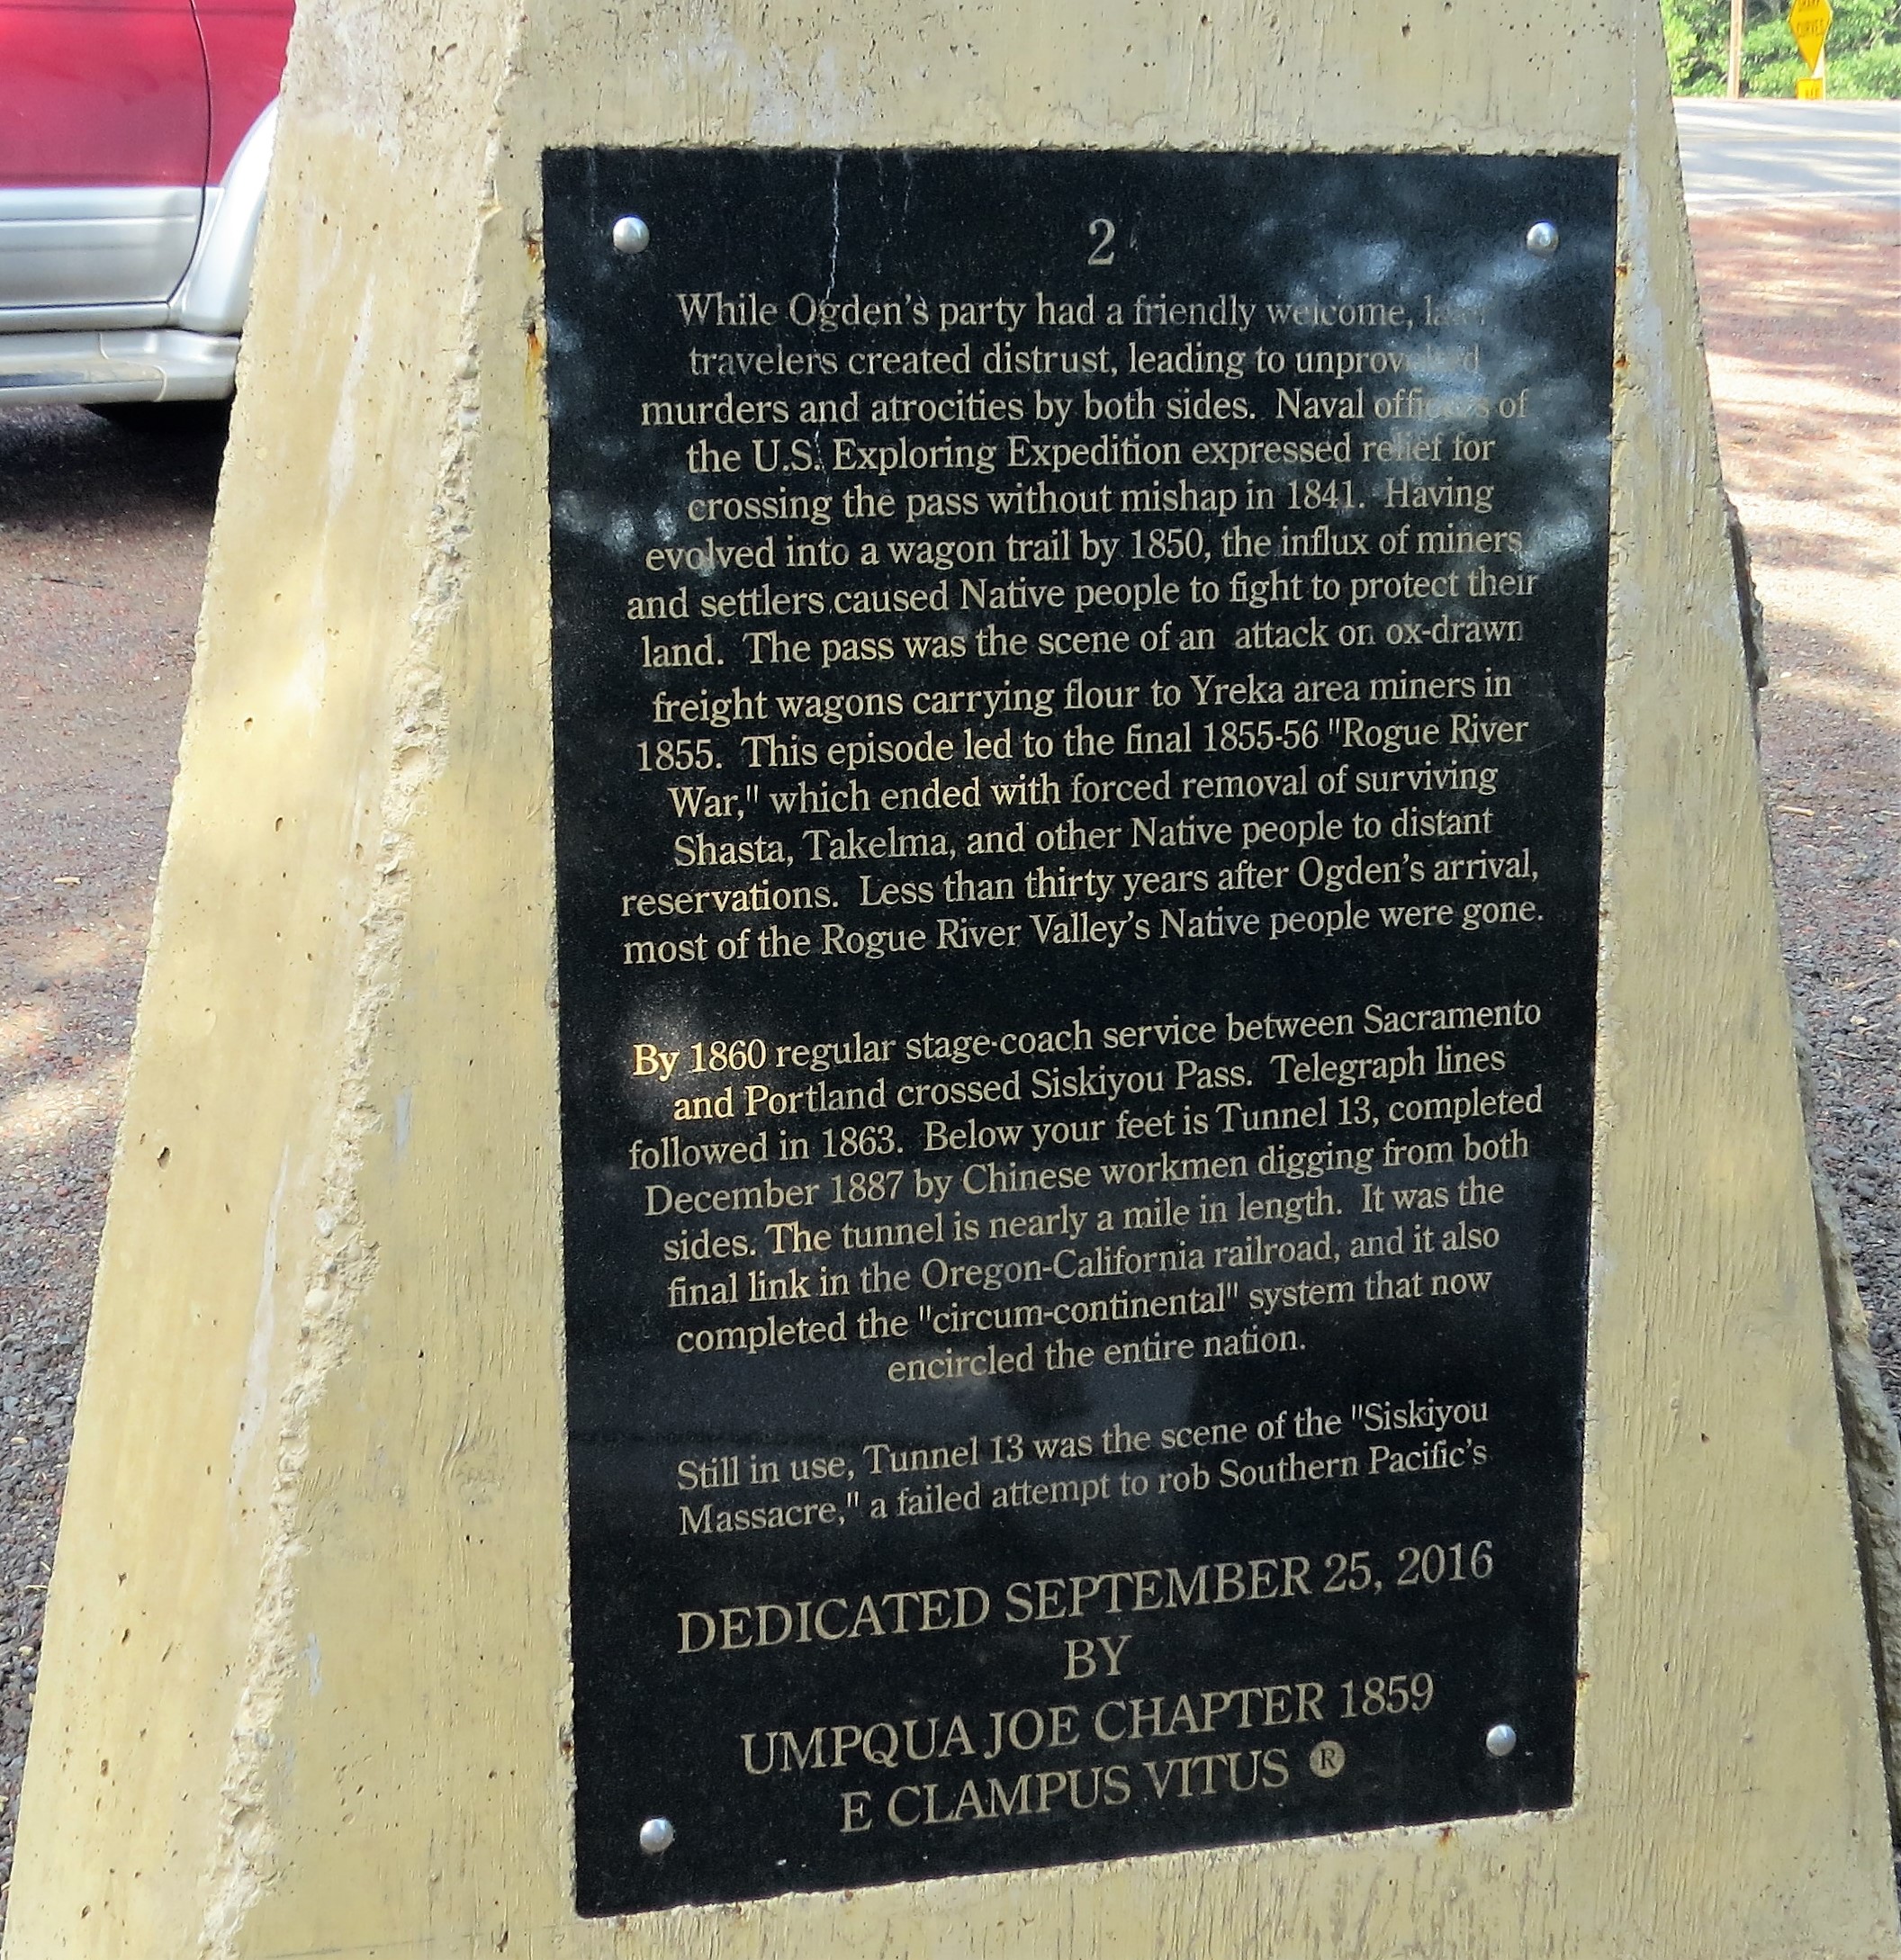 2
While Ogden's party had a friendly welcome, later
travelers created distrust, leading to unprovoked
murders and atrocities by both sides. Naval officers of
the U.S. Exploring Expedition expressed relief for
crossing the pass without mishap in 1841. Having
evolved into a wagon trail by 1850, the influx of miners
and settlers caused Native people to fight to protect their
land. The pass was the scene of an attack on ox-drawn
freight wagons carrying flour to Yreka area miners in
1855. This episode led to the final 1855-56 "Rogue River
War," which ended with forced removal of surviving
Shasta, Takelma, and other Native people to distant
reservations. Less than thirty years after Ogden's arrival,
most of the Rogue River Valley's Native people were gone.
By 1860 regular stage-coach service between Sacramento
and Portland crossed Siskiyou Pass. Telegraph lines
followed in 1863. Below your feet is Tunnel 13, completed
December 1887 by Chinese workmen digging from both
sides. The tunnel is nearly a mile in length. It was the
final link in the Oregon-California railroad, and it also
completed the "circum-continental" system that now
encircled the entire nation.
Still in use, Tunnel 13 was the scene of the "Siskiyou
Massacre," a failed attempt to rob Southern Pacific's
DEDICATED SEPTEMBER 25, 2016
BY
UMPQUA JOE CHAPTER 1859
E CLAMPUS VITUS ®